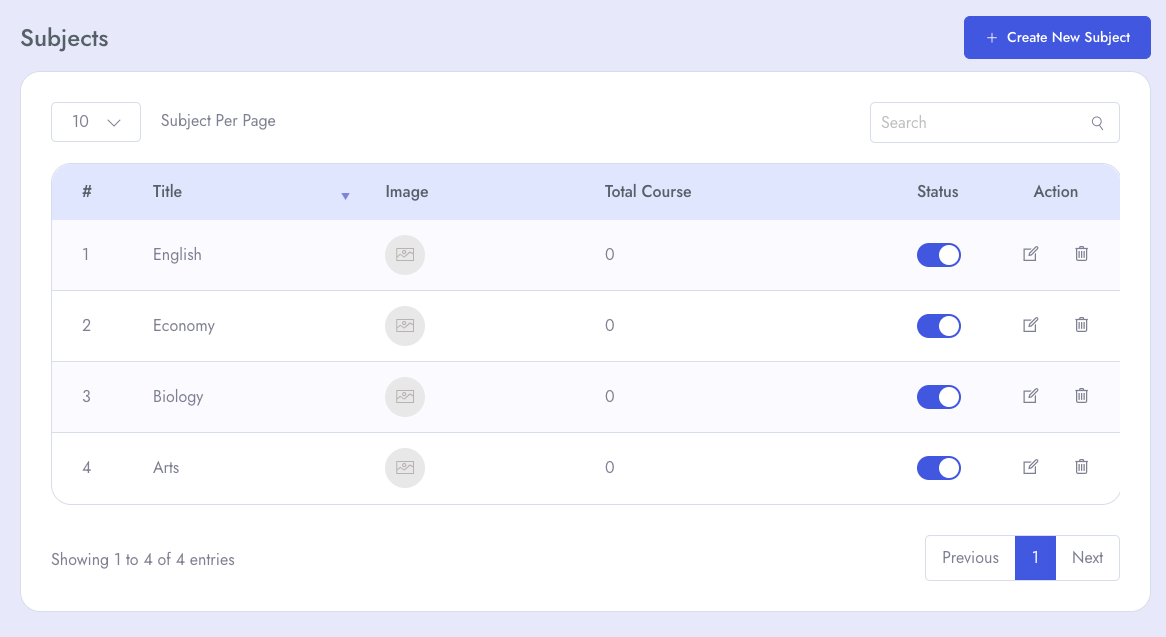 Subjects
+ Create New Subject
10 Subject Per Page
Search
# Title Image Total Course Status Action
1 English 0
2 Economy 0
3 Biology 0
4 Arts 0
Showing 1 to 4 of 4 entries
Previous 1 Next